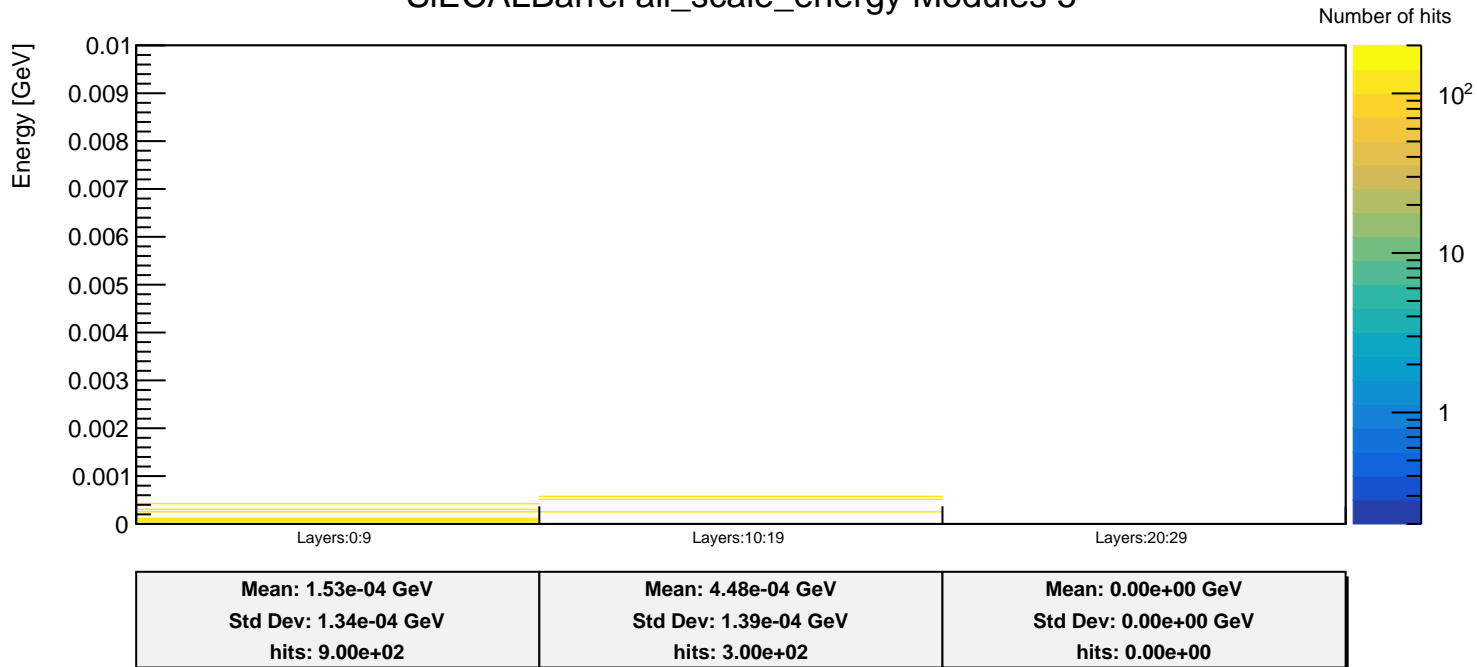 Number of hits
Energy [GeV]
0.01
0.009
0.008
0.007
0.006
0.005
0.004
0.003
0.002
0.001
0
10²
10
1
Layers:0:9
Layers:10:19
Layers:20:29
Mean: 1.53e-04 GeV
Std Dev: 1.34e-04 GeV
hits: 9.00e+02
Mean: 4.48e-04 GeV
Std Dev: 1.39e-04 GeV
hits: 3.00e+02
Mean: 0.00e+00 GeV
Std Dev: 0.00e+00 GeV
hits: 0.00e+00